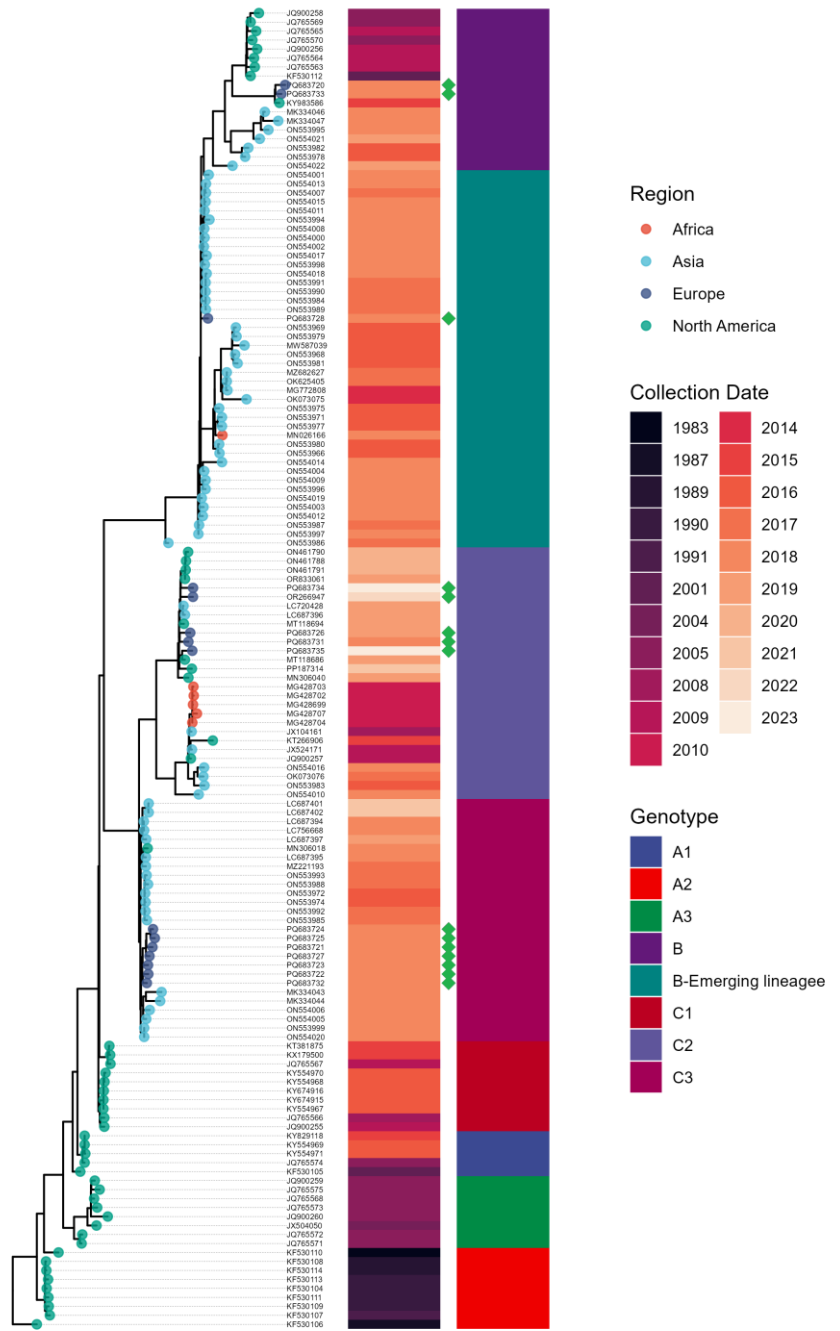 JQ900258
JQ765569
JQ765565
JQ765570
JQ900256
JQ765564
JQ765563
KF530112
PQ683720
PQ683733
KY983586
MK334046
MK334047
ON553995
ON554021
ON553982
ON553978
ON554022
ON554001
ON554013
ON554007
ON554015
ON554011
ON553994
ON554008
ON554000
ON554002
ON554017
ON553998
ON554018
ON553991
ON553990
ON553984
ON553989
PQ683728
ON553969
ON553979
MW587039
ON553968
ON553981
MZ682627
OK625405
MG772808
OK073075
ON553975
ON553971
ON553977
MN026166
ON553980
ON553966
ON554014
ON554004
ON554009
ON553996
ON554019
ON554003
ON554012
ON553987
ON553997
ON553986
ON461790
ON461788
ON461791
OR833061
PQ683734
OR266947
LC720428
LC687396
MT118694
PQ683726
PQ683731
PQ683735
MT118686
PP187314
MN306040
MG428703
MG428702
MG428699
MG428707
MG428704
JX104161
KT266906
JX524171
JQ900257
ON554016
OK073076
ON553983
ON554010
LC687401
LC687402
LC687394
LC756668
LC687397
MN306018
LC687395
MZ221193
ON553993
ON553988
ON553972
ON553974
ON553992
ON553985
PQ683724
PQ683725
PQ683721
PQ683727
PQ683723
PQ683722
PQ683732
MK334043
MK334044
ON554006
ON554005
ON553999
ON554020
KT381875
KX179500
JQ765567
KY554970
KY554968
KY674916
KY674915
KY554967
JQ765566
JQ900255
KY829118
KY554969
KY554971
JQ765574
KF530105
JQ900259
JQ765575
JQ765568
JQ765573
JQ900260
JX504050
JQ765572
JQ765571
KF530110
KF530108
KF530114
KF530113
KF530104
KF530111
KF530109
KF530107
KF530106
Region
Africa
Asia
Europe
North America
Collection Date
1983 2014
1987 2015
1989 2016
1990 2017
1991 2018
2001 2019
2004 2020
2005 2021
2008 2022
2009 2023
2010
Genotype
A1
A2
A3
B
B-Emerging lineagee
C1
C2
C3